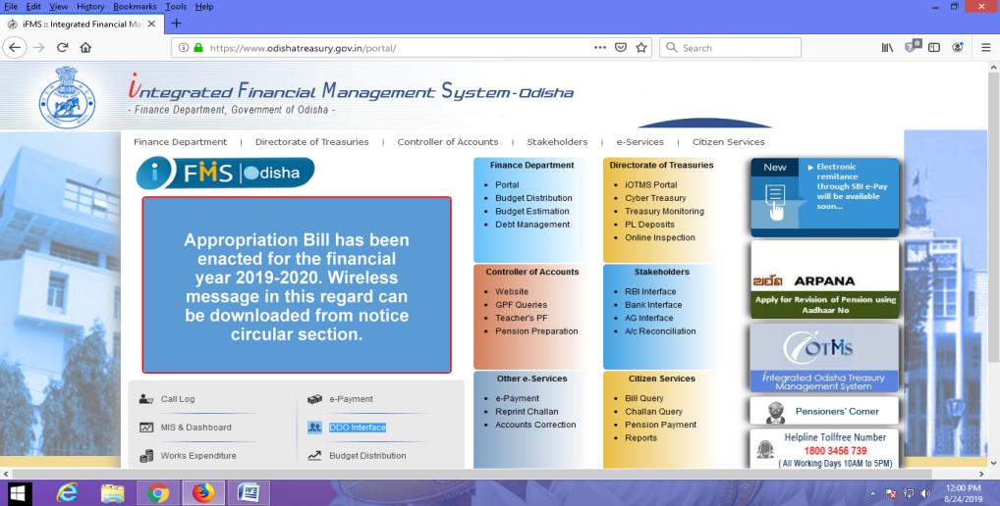 File Edit View History Bookmarks Tools Help
iFMS :: Integrated Financial Ma
https://www.odishatreasury.gov.in/portal/
Search
Integrated Financial Management System-Odisha
- Finance Department, Government of Odisha -
Finance Department | Directorate of Treasuries | Controller of Accounts | Stakeholders | e-Services | Citizen Services
i FMS | Odisha
Appropriation Bill has been
enacted for the financial
year 2019-2020. Wireless
message in this regard can
be downloaded from notice
circular section.
Call Log
e-Payment
MIS & Dashboard
DDO Interface
Works Expenditure
Budget Distribution
Finance Department
• Portal
• Budget Distribution
• Budget Estimation
• Debt Management
Directorate of Treasuries
• iOTMS Portal
• Cyber Treasury
• Treasury Monitoring
• PL Deposits
• Online Inspection
Controller of Accounts
• Website
• GPF Queries
• Teacher's PF
• Pension Preparation
Stakeholders
• RBI Interface
• Bank Interface
• AG Interface
• A/c Reconciliation
Other e-Services
• e-Payment
• Reprint Challan
• Accounts Correction
Citizen Services
• Bill Query
• Challan Query
• Pension Payment
• Reports
New
Electronic
remitance
through SBI e-Pay
will be available
soon...
ARPANA
Apply for Revision of Pension using
Aadhaar No
iOTMS
Integrated Odisha Treasury
Management System
Pensioners' Corner
Helpline Tollfree Number
1800 3456 739
( All Working Days 10AM to 5PM)
12:00 PM
8/24/2019